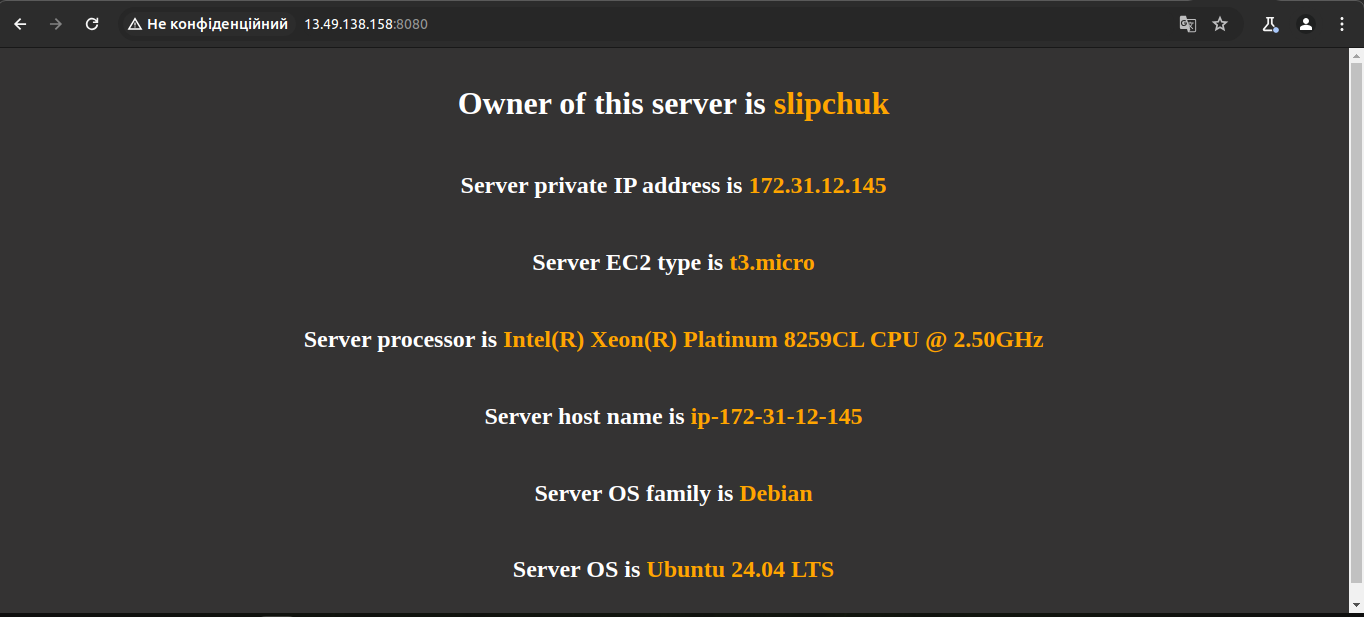 Не конфіденційний 13.49.138.158:8080
Owner of this server is slipchuk
Server private IP address is 172.31.12.145
Server EC2 type is t3.micro
Server processor is Intel(R) Xeon(R) Platinum 8259CL CPU @ 2.50GHz
Server host name is ip-172-31-12-145
Server OS family is Debian
Server OS is Ubuntu 24.04 LTS